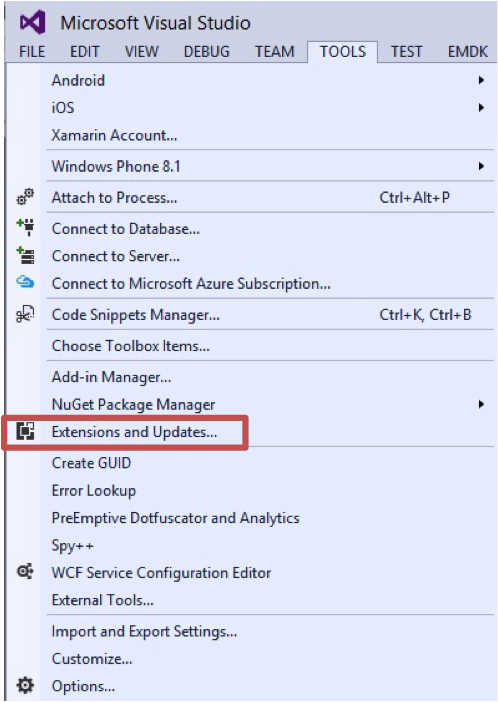 Microsoft Visual Studio
FILE EDIT VIEW DEBUG TEAM TOOLS TEST EMDK
Android
iOS
Xamarin Account...
Windows Phone 8.1
Attach to Process... Ctrl+Alt+P
Connect to Database...
Connect to Server...
Connect to Microsoft Azure Subscription...
Code Snippets Manager... Ctrl+K, Ctrl+B
Choose Toolbox Items...
Add-in Manager...
NuGet Package Manager
Extensions and Updates...
Create GUID
Error Lookup
PreEmptive Dotfuscator and Analytics
Spy++
WCF Service Configuration Editor
External Tools...
Import and Export Settings...
Customize...
Options...